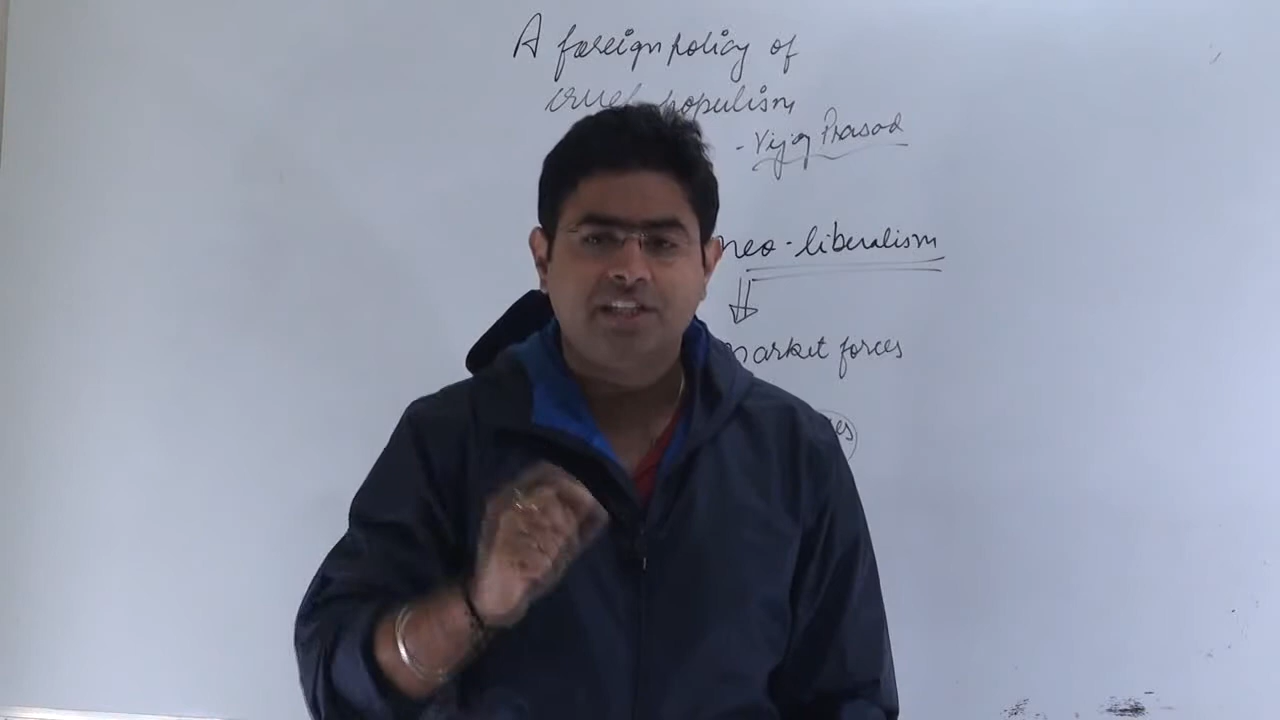 A foreign policy of
cruel populism
- Vijay Prasad
neo-liberalism
market forces